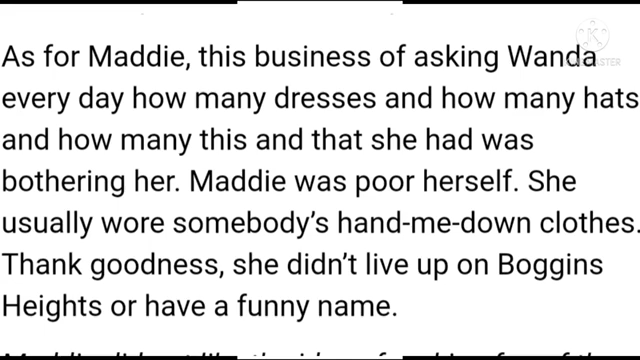 As for Maddie, this business of asking Wanda
every day how many dresses and how many hats
and how many this and that she had was
bothering her. Maddie was poor herself. She
usually wore somebody's hand-me-down clothes.
Thank goodness, she didn't live up on Boggins
Heights or have a funny name.